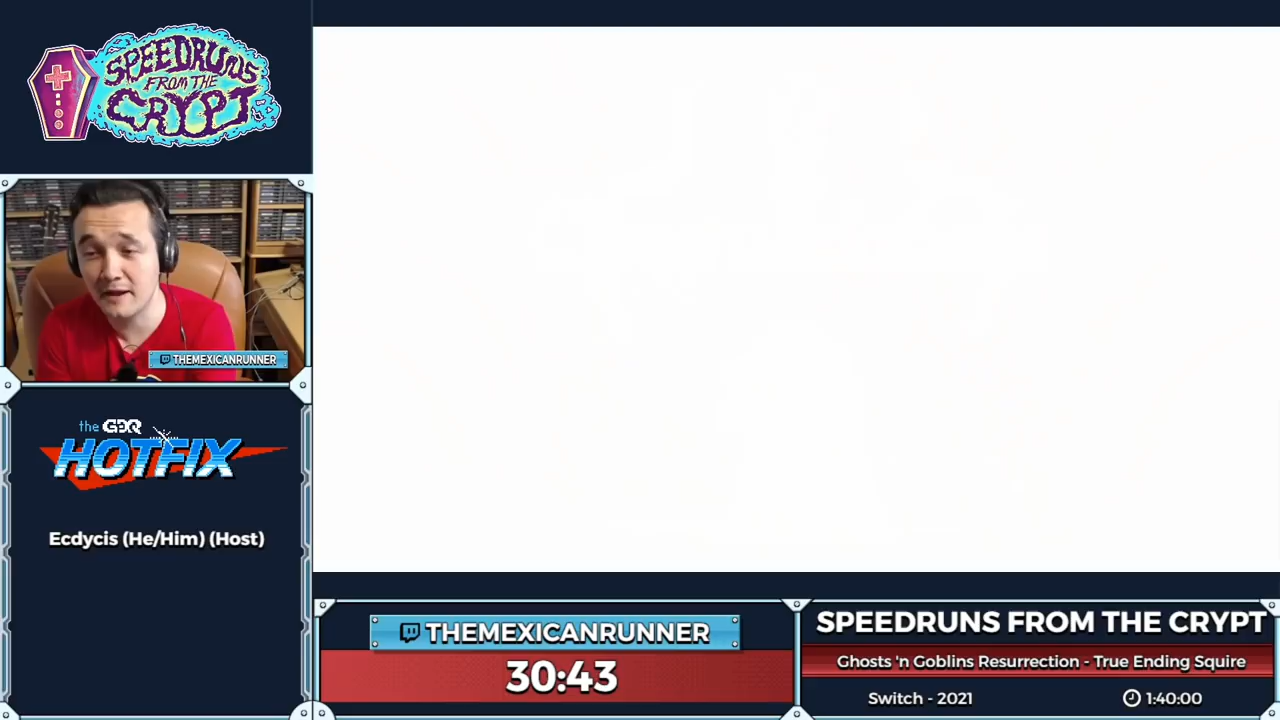 SPEEDRUNS
FROM THE
CRYPT
THEMEXICANRUNNER
the GDQ
HOTFIX
Ecdycis (He/Him) (Host)
THEMEXICANRUNNER
30:43
SPEEDRUNS FROM THE CRYPT
Ghosts 'n Goblins Resurrection - True Ending Squire
Switch - 2021
1:40:00